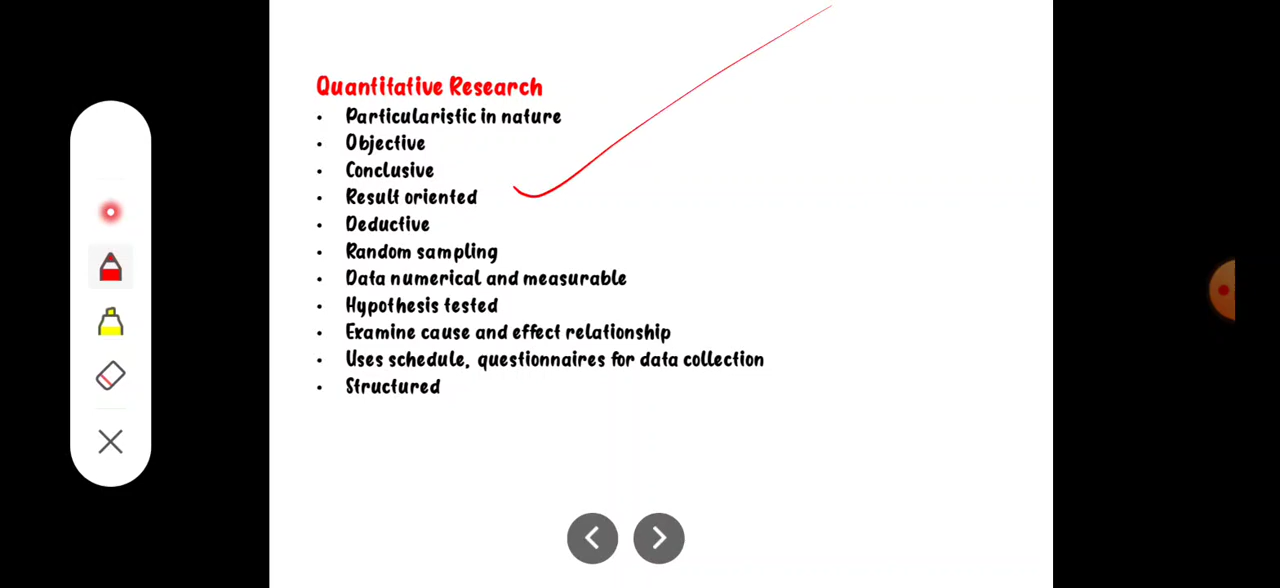 Quantitative Research
• Particularistic in nature
• Objective
• Conclusive
• Result oriented
• Deductive
• Random sampling
• Data numerical and measurable
• Hypothesis tested
• Examine cause and effect relationship
• Uses schedule, questionnaires for data collection
• Structured